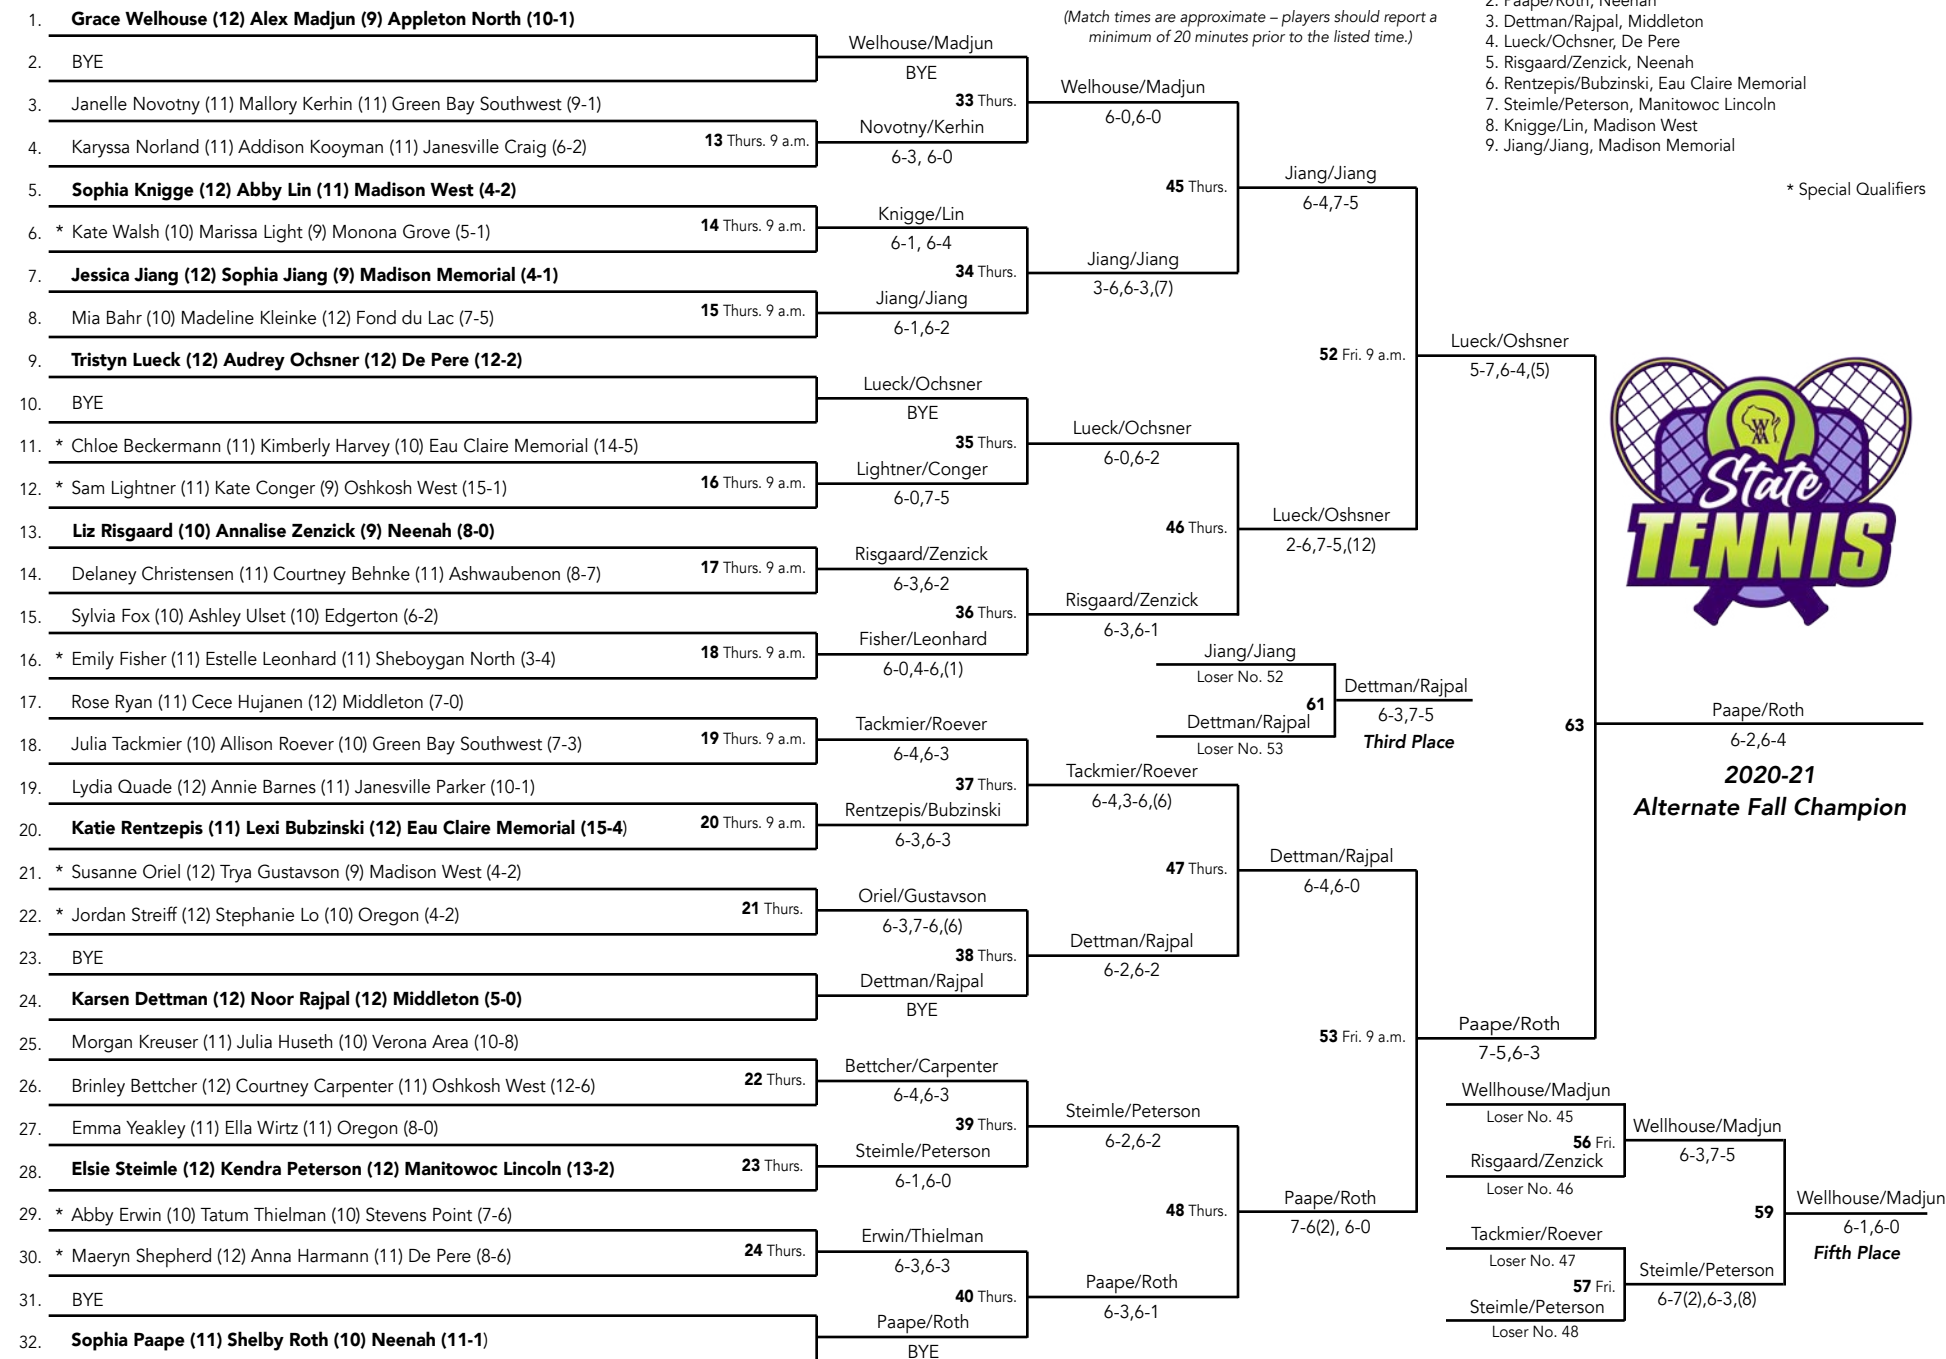 1. Grace Welhouse (12) Alex Madjun (9) Appleton North (10-1)
2. BYE
3. Janelle Novotny (11) Mallory Kerhin (11) Green Bay Southwest (9-1)
4. Karyssa Norland (11) Addison Kooyman (11) Janesville Craig (6-2)
13 Thurs. 9 a.m.
5. Sophia Knigge (12) Abby Lin (11) Madison West (4-2)
6. * Kate Walsh (10) Marissa Light (9) Monona Grove (5-1)
14 Thurs. 9 a.m.
7. Jessica Jiang (12) Sophia Jiang (9) Madison Memorial (4-1)
8. Mia Bahr (10) Madeline Kleinke (12) Fond du Lac (7-5)
15 Thurs. 9 a.m.
9. Tristyn Lueck (12) Audrey Ochsner (12) De Pere (12-2)
10. BYE
11. * Chloe Beckermann (11) Kimberly Harvey (10) Eau Claire Memorial (14-5)
12. * Sam Lightner (11) Kate Conger (9) Oshkosh West (15-1)
16 Thurs. 9 a.m.
13. Liz Risgaard (10) Annalise Zenzick (9) Neenah (8-0)
14. Delaney Christensen (11) Courtney Behnke (11) Ashwaubenon (8-7)
17 Thurs. 9 a.m.
15. Sylvia Fox (10) Ashley Ulset (10) Edgerton (6-2)
16. * Emily Fisher (11) Estelle Leonhard (11) Sheboygan North (3-4)
18 Thurs. 9 a.m.
17. Rose Ryan (11) Cece Hujanen (12) Middleton (7-0)
18. Julia Tackmier (10) Allison Roever (10) Green Bay Southwest (7-3)
19 Thurs. 9 a.m.
19. Lydia Quade (12) Annie Barnes (11) Janesville Parker (10-1)
20. Katie Rentzepis (11) Lexi Bubzinski (12) Eau Claire Memorial (15-4)
20 Thurs. 9 a.m.
21. * Susanne Oriel (12) Trya Gustavson (9) Madison West (4-2)
22. * Jordan Streiff (12) Stephanie Lo (10) Oregon (4-2)
21 Thurs.
23. BYE
24. Karsen Dettman (12) Noor Rajpal (12) Middleton (5-0)
25. Morgan Kreuser (11) Julia Huseth (10) Verona Area (10-8)
26. Brinley Bettcher (12) Courtney Carpenter (11) Oshkosh West (12-6)
22 Thurs.
27. Emma Yeakley (11) Ella Wirtz (11) Oregon (8-0)
28. Elsie Steimle (12) Kendra Peterson (12) Manitowoc Lincoln (13-2)
23 Thurs.
29. * Abby Erwin (10) Tatum Thielman (10) Stevens Point (7-6)
30. * Maeryn Shepherd (12) Anna Harmann (11) De Pere (8-6)
24 Thurs.
31. BYE
32. Sophia Paape (11) Shelby Roth (10) Neenah (11-1)
Welhouse/Madjun
BYE
33 Thurs.
Novotny/Kerhin
6-3, 6-0
Knigge/Lin
6-1, 6-4
34 Thurs.
Jiang/Jiang
6-1,6-2
Lueck/Ochsner
BYE
35 Thurs.
Lightner/Conger
6-0,7-5
Risgaard/Zenzick
6-3,6-2
36 Thurs.
Fisher/Leonhard
6-0,4-6,(1)
Tackmier/Roever
6-4,6-3
37 Thurs.
Rentzepis/Bubzinski
6-3,6-3
Oriel/Gustavson
6-3,7-6,(6)
38 Thurs.
Dettman/Rajpal
BYE
Bettcher/Carpenter
6-4,6-3
39 Thurs.
Steimle/Peterson
6-1,6-0
Erwin/Thielman
6-3,6-3
40 Thurs.
Paape/Roth
BYE
(Match times are approximate – players should report a
minimum of 20 minutes prior to the listed time.)
Welhouse/Madjun
6-0,6-0
45 Thurs.
Jiang/Jiang
3-6,6-3,(7)
Lueck/Ochsner
6-0,6-2
46 Thurs.
Risgaard/Zenzick
6-3,6-1
Tackmier/Roever
6-4,3-6,(6)
47 Thurs.
Dettman/Rajpal
6-2,6-2
Steimle/Peterson
6-2,6-2
48 Thurs.
Paape/Roth
6-3,6-1
Jiang/Jiang
6-4,7-5
52 Fri. 9 a.m.
Lueck/Oshsner
2-6,7-5,(12)
Dettman/Rajpal
6-4,6-0
53 Fri. 9 a.m.
Paape/Roth
7-6(2), 6-0
Jiang/Jiang
Loser No. 52
61
Dettman/Rajpal
Loser No. 53
Dettman/Rajpal
6-3,7-5
Third Place
Lueck/Oshsner
5-7,6-4,(5)
63
Paape/Roth
7-5,6-3
Paape/Roth
6-2,6-4
2020-21
Alternate Fall Champion
2. Paape/Roth, Neenah
3. Dettman/Rajpal, Middleton
4. Lueck/Ochsner, De Pere
5. Risgaard/Zenzick, Neenah
6. Rentzepis/Bubzinski, Eau Claire Memorial
7. Steimle/Peterson, Manitowoc Lincoln
8. Knigge/Lin, Madison West
9. Jiang/Jiang, Madison Memorial
* Special Qualifiers
State
TENNIS
Wellhouse/Madjun
Loser No. 45
56 Fri.
Risgaard/Zenzick
Loser No. 46
Wellhouse/Madjun
6-3,7-5
59
Tackmier/Roever
Loser No. 47
57 Fri.
Steimle/Peterson
Loser No. 48
Steimle/Peterson
6-7(2),6-3,(8)
Wellhouse/Madjun
6-1,6-0
Fifth Place